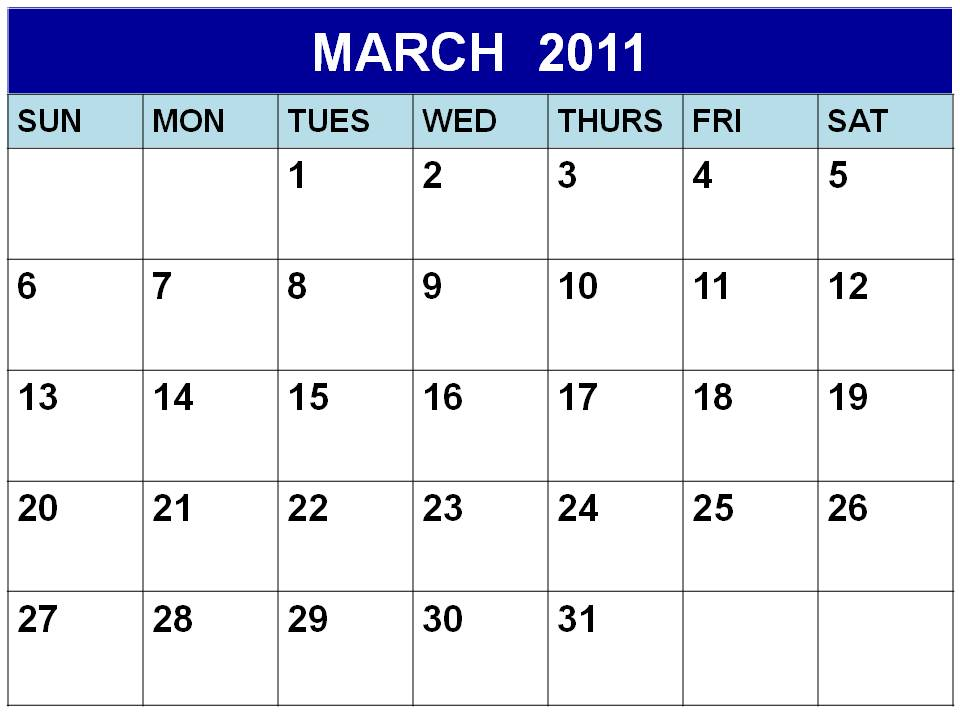 MARCH 2011
SUN MON TUES WED THURS FRI SAT
1 2 3 4 5
6 7 8 9 10 11 12
13 14 15 16 17 18 19
20 21 22 23 24 25 26
27 28 29 30 31